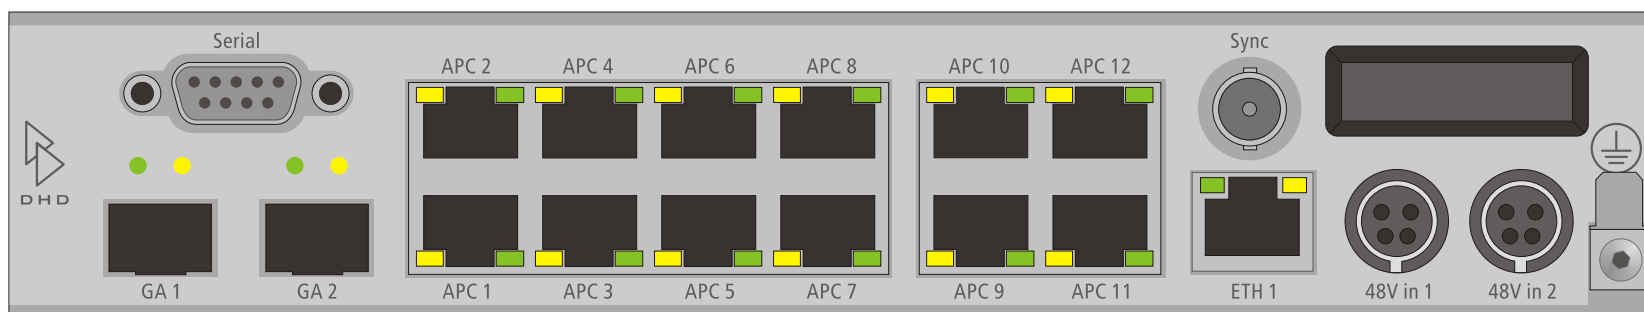 Serial
Sync
APC 2
APC 4
APC 6
APC 8
APC 10
APC 12
DHD
GA 1
GA 2
APC 1
APC 3
APC 5
APC 7
APC 9
APC 11
ETH 1
48V in 1
48V in 2